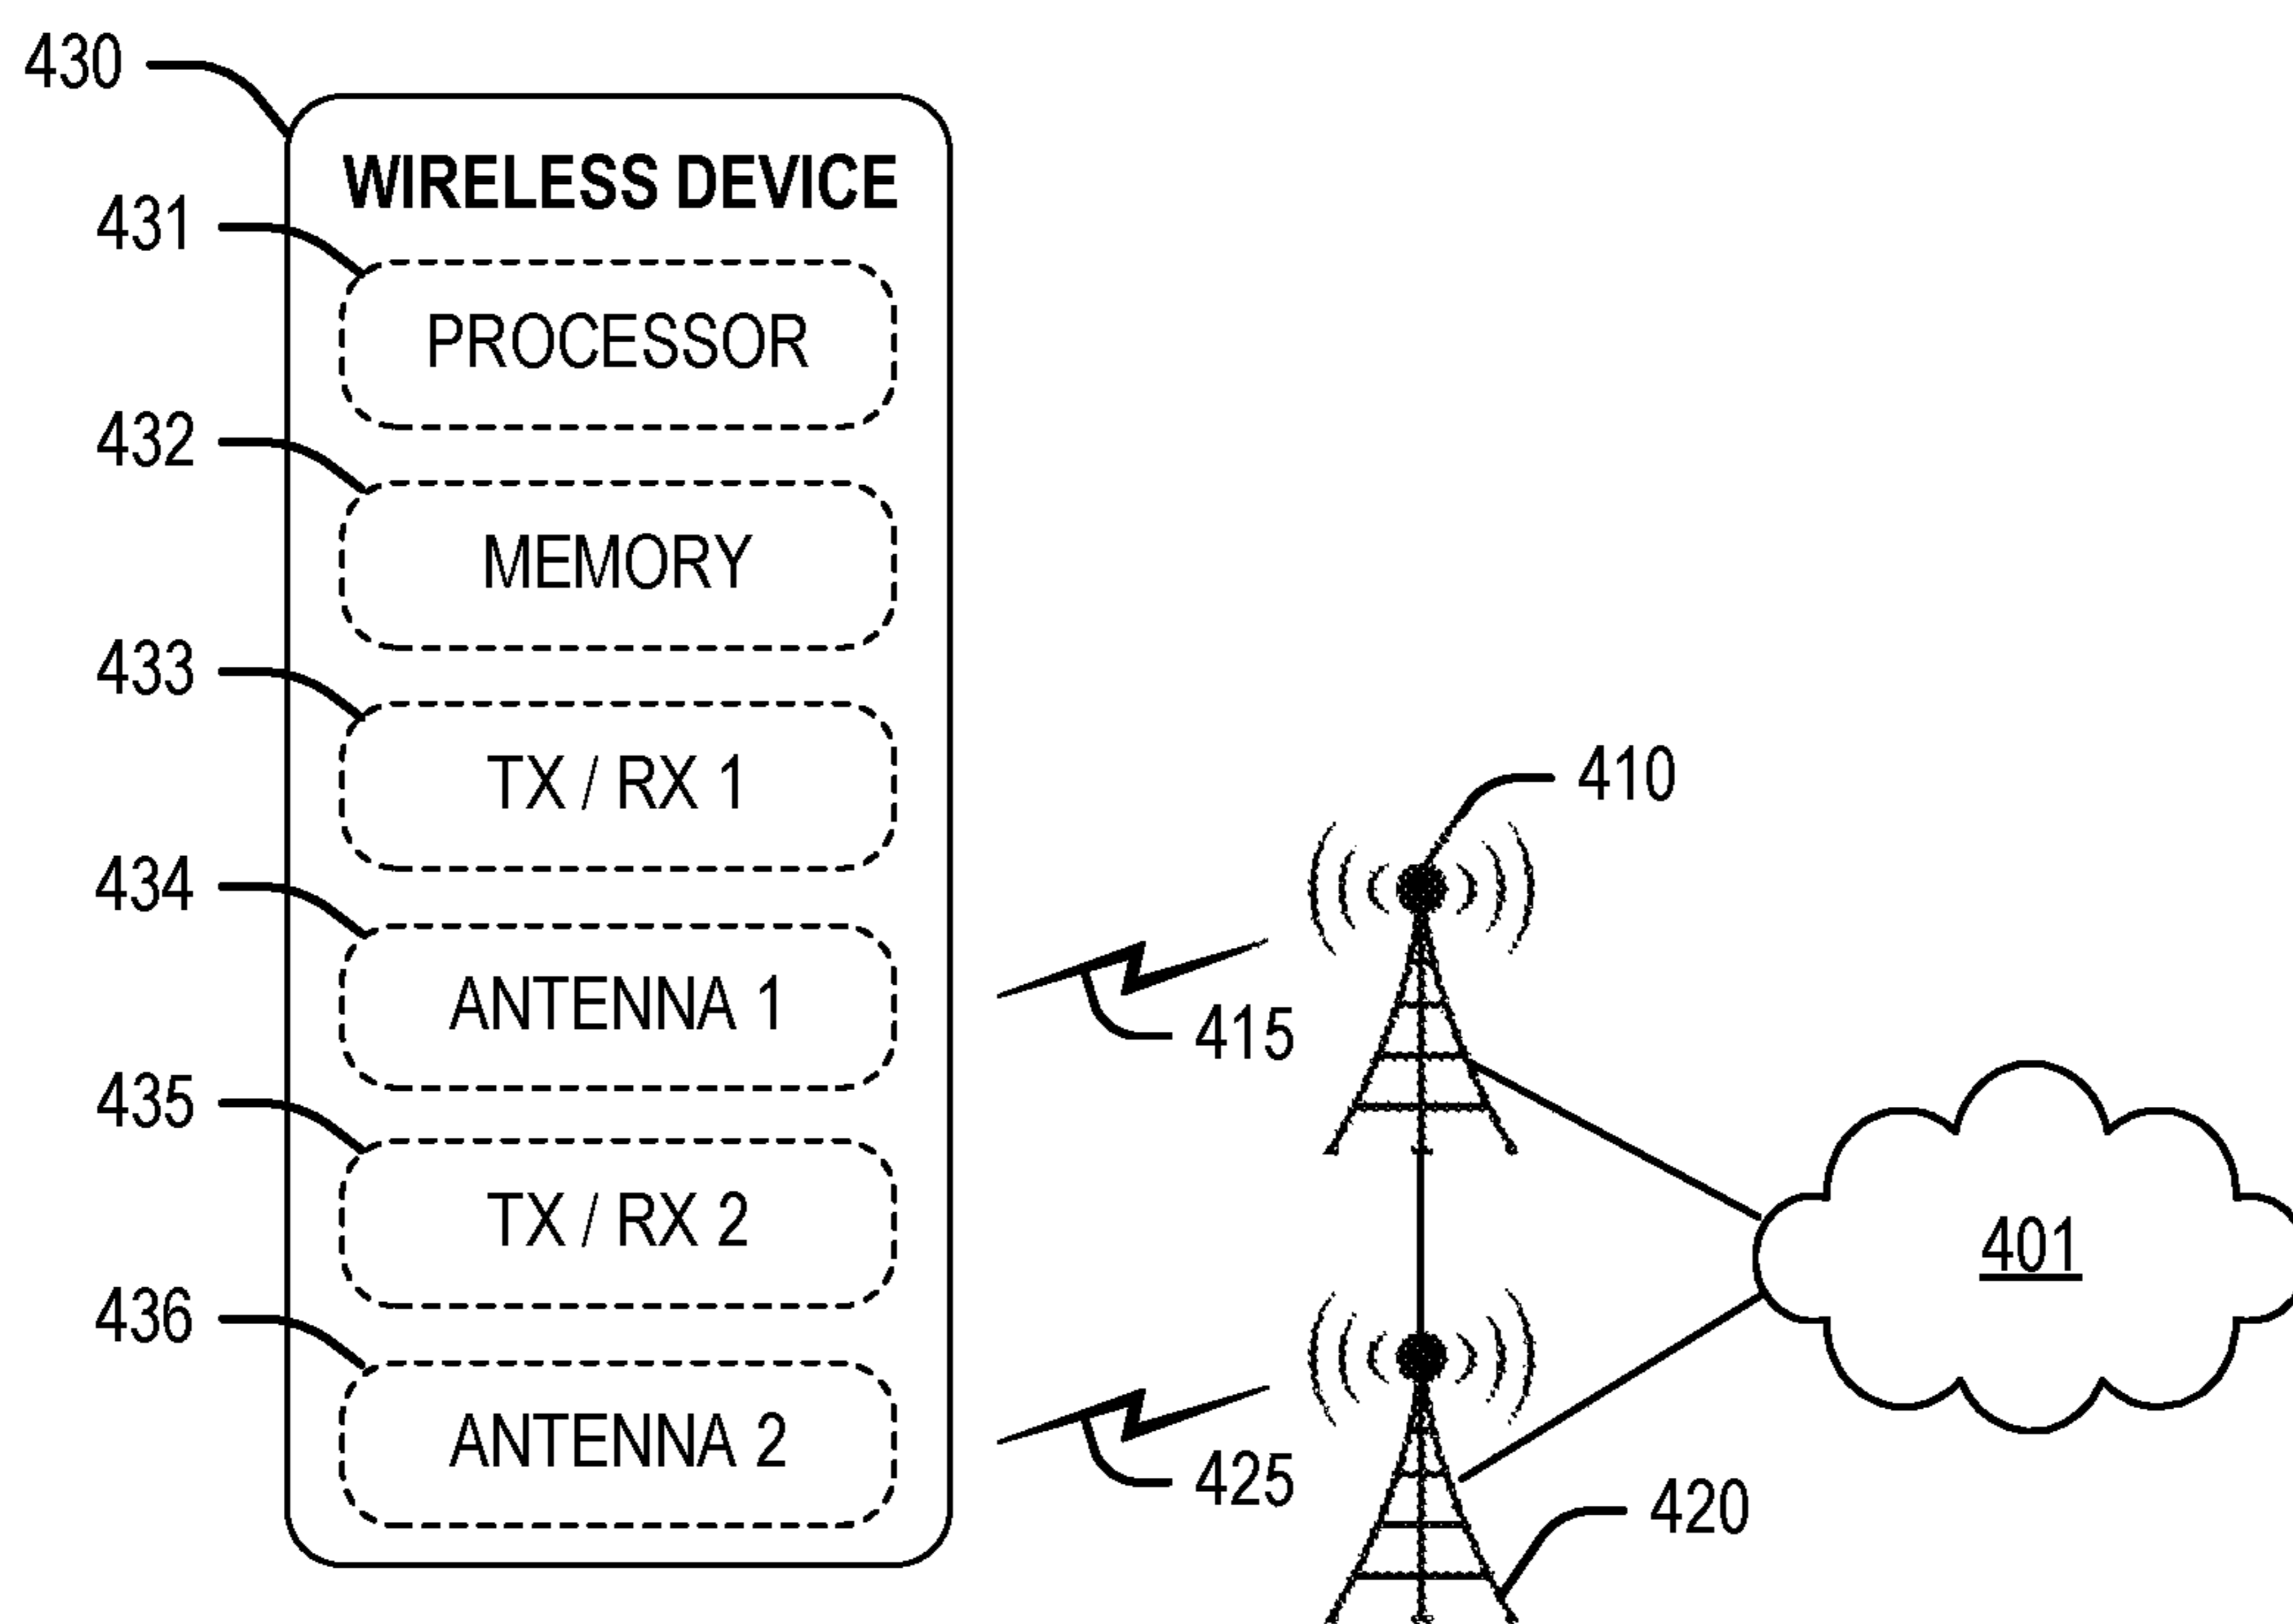 430
WIRELESS DEVICE
431
PROCESSOR
432
MEMORY
433
TX / RX 1
434
ANTENNA 1
435
TX / RX 2
436
ANTENNA 2
410
415
401
425
420